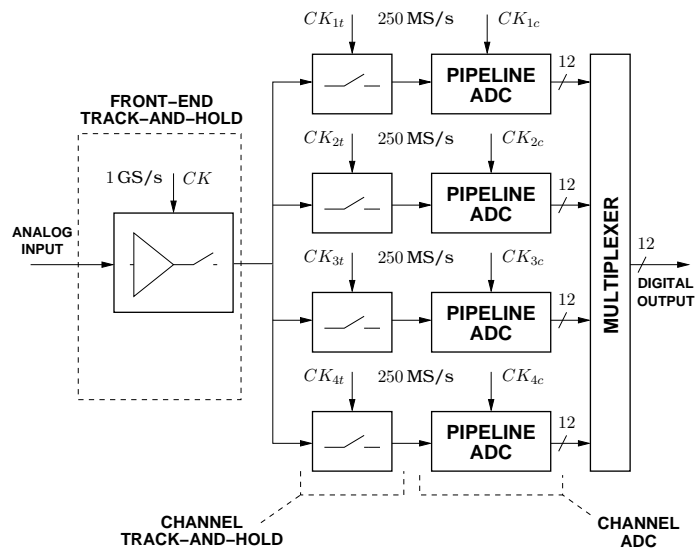 CK1t 250 MS/s CK1c
PIPELINE
ADC
12
FRONT–END
TRACK–AND–HOLD
CK2t 250 MS/s CK2c
PIPELINE
ADC
12
1 GS/s CK
ANALOG
INPUT
CK3t 250 MS/s CK3c
PIPELINE
ADC
12
CK4t 250 MS/s CK4c
PIPELINE
ADC
12
MULTIPLEXER
12
DIGITAL
OUTPUT
CHANNEL
TRACK–AND–HOLD
CHANNEL
ADC